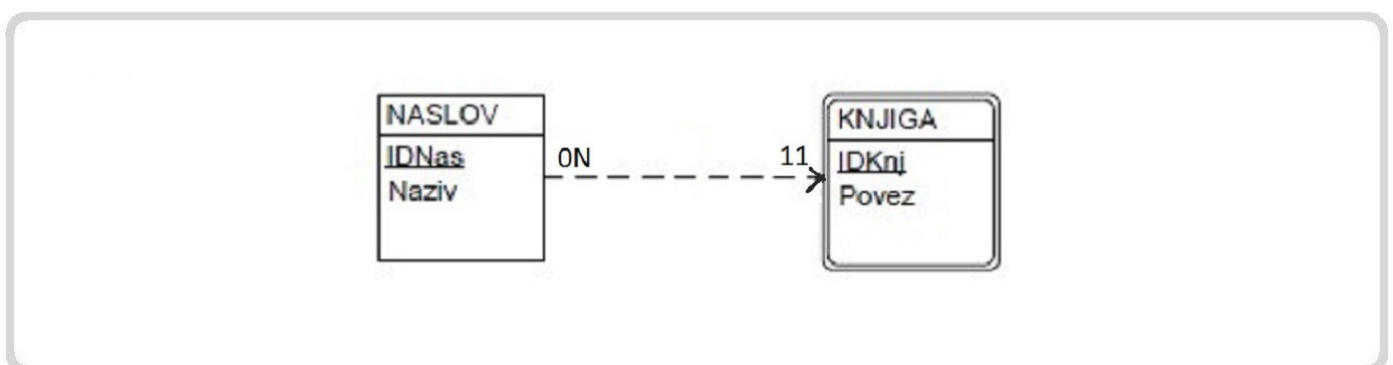 NASLOV
IDNas
Naziv
0N
11
KNJIGA
IDKnj
Povez